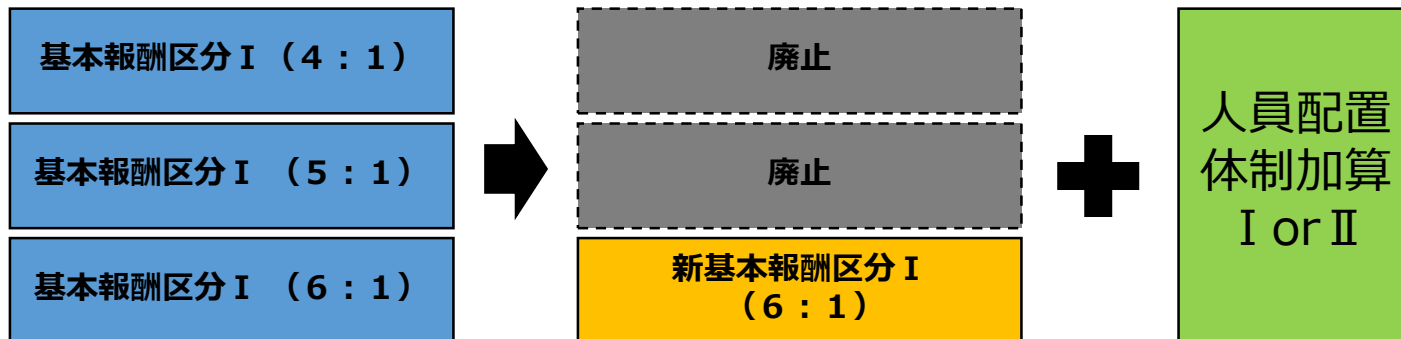 基本報酬区分Ⅰ（4：1）
基本報酬区分Ⅰ （5：1）
基本報酬区分Ⅰ （6：1）
廃止
廃止
新基本報酬区分Ⅰ
（6：1）
人員配置
体制加算
Ⅰ or Ⅱ